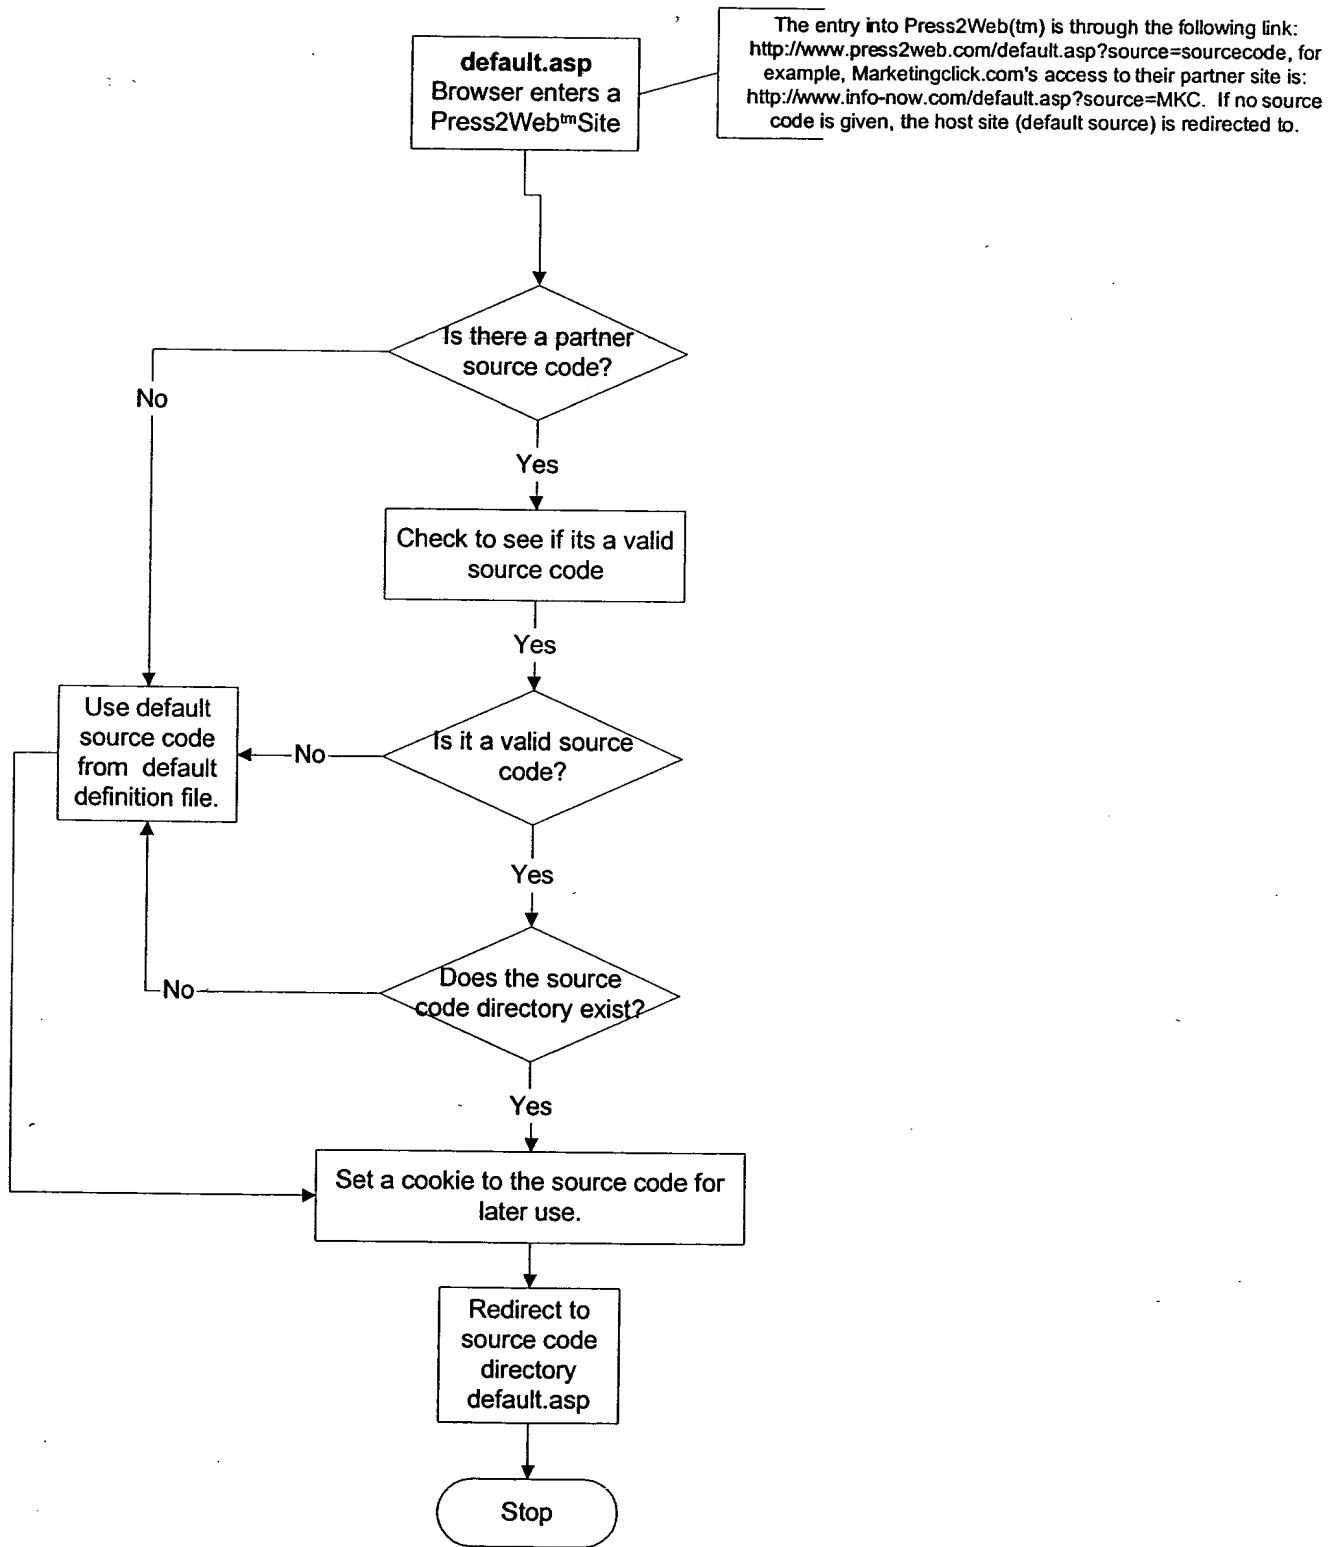 default.asp
Browser enters a
Press2Web™Site
The entry into Press2Web(tm) is through the following link:
http://www.press2web.com/default.asp?source=sourcecode, for
example, Marketingclick.com's access to their partner site is:
http://www.info-now.com/default.asp?source=MKC. If no source
code is given, the host site (default source) is redirected to.
Is there a partner
source code?
No
Yes
Check to see if its a valid
source code
Yes
Use default
source code
from default
definition file.
No
Is it a valid source
code?
Yes
Does the source
code directory exist?
No
Yes
Set a cookie to the source code for
later use.
Redirect to
source code
directory
default.asp
Stop